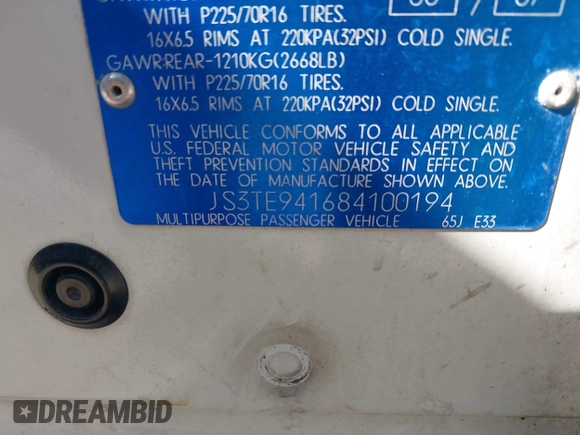 WITH P225/70R16 TIRES.
16X6.5 RIMS AT 220KPA(32PSI) COLD SINGLE.
GAWR:REAR-1210KG(2668LB)
WITH P225/70R16 TIRES.
16X6.5 RIMS AT 220KPA(32PSI) COLD SINGLE.
THIS VEHICLE CONFORMS TO ALL APPLICABLE
U.S. FEDERAL MOTOR VEHICLE SAFETY AND
THEFT PREVENTION STANDARDS IN EFFECT ON
THE DATE OF MANUFACTURE SHOWN ABOVE.
JS3TE941684100194
MULTIPURPOSE PASSENGER VEHICLE 65J E33
DREAMBID